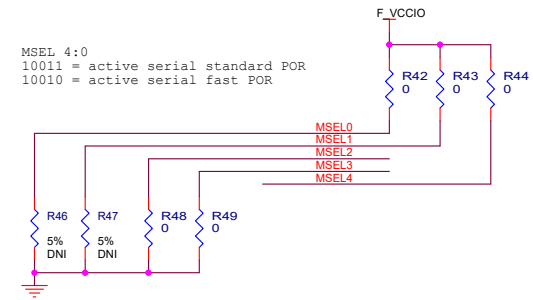 F_VCCIO
MSEL 4:0
10011 = active serial standard POR
10010 = active serial fast POR
R42
0
R43
0
R44
0
MSEL0
MSEL1
MSEL2
MSEL3
MSEL4
R46
5%
DNI
R47
5%
DNI
R48
0
R49
0